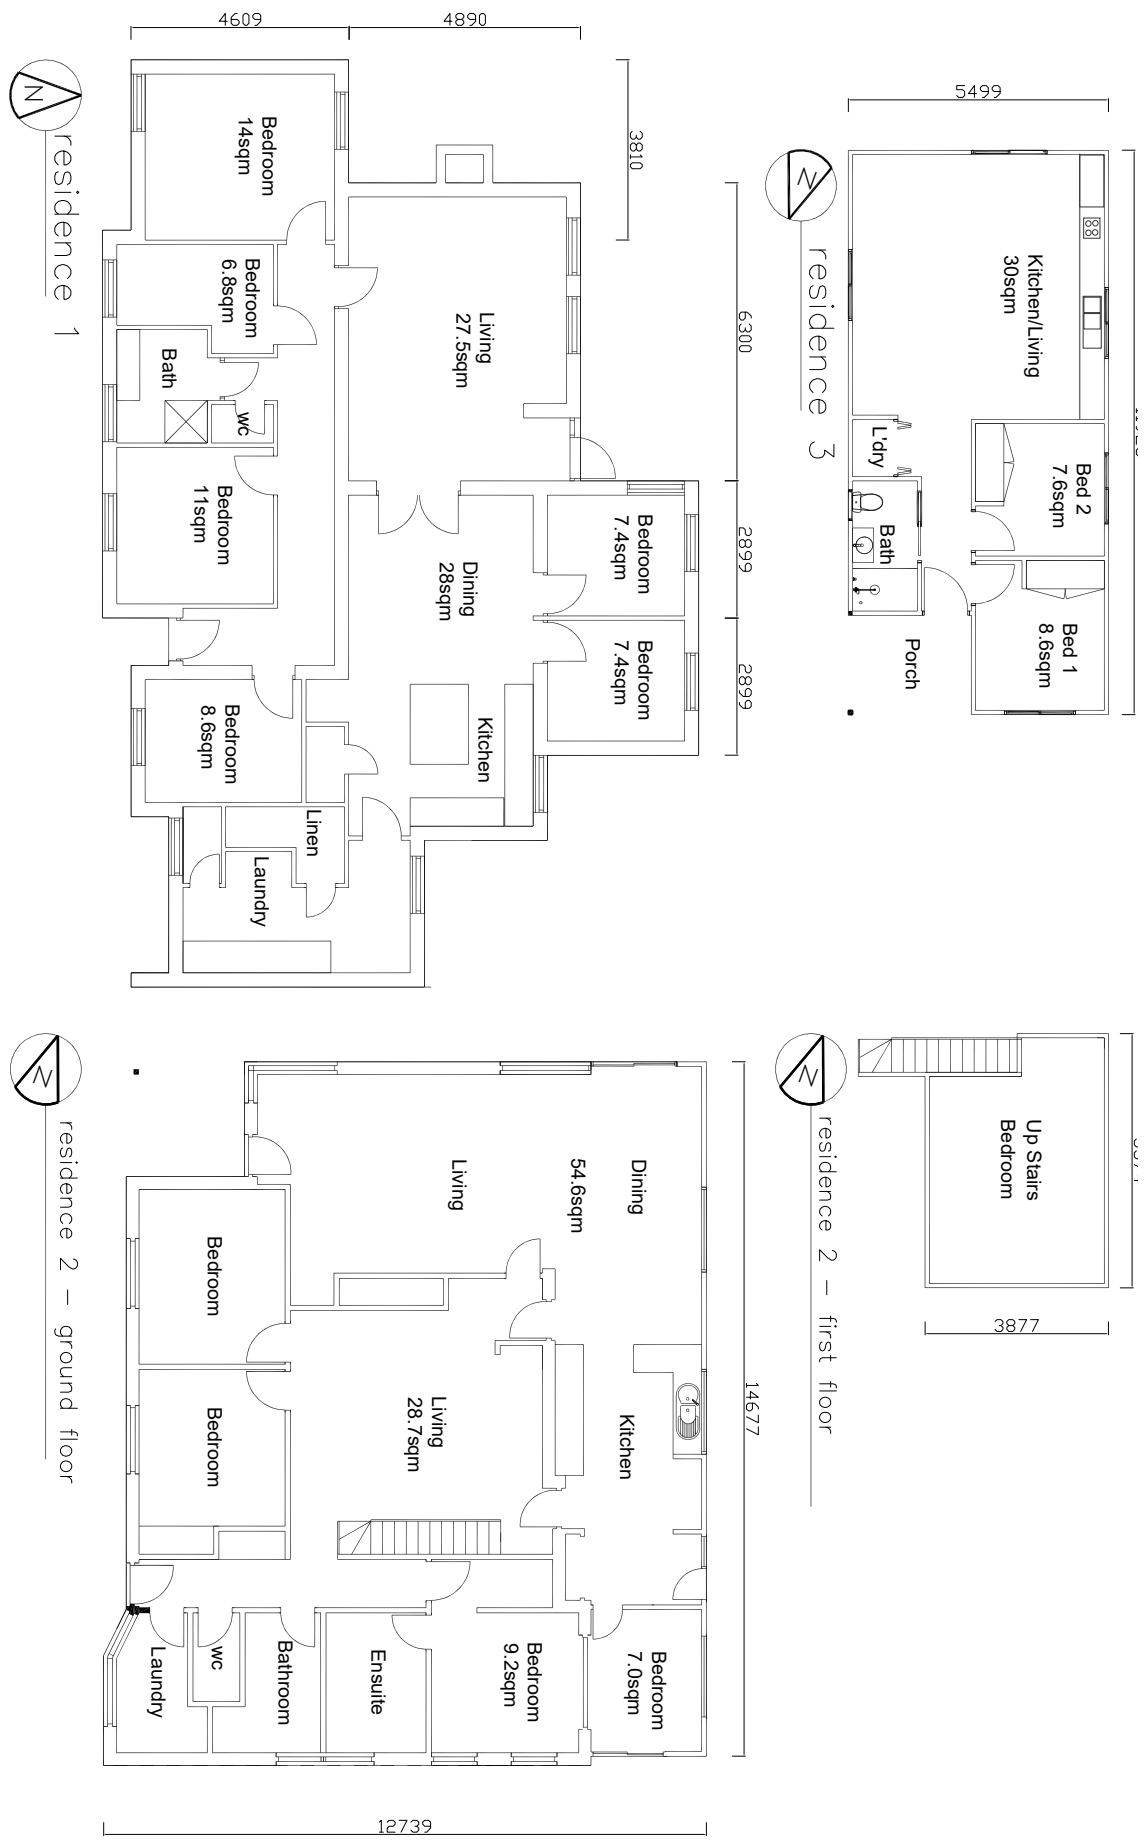 4609
4890
3810
6300
2899
2899
N
residence 1
Bedroom
14sqm
Bedroom
6.8sqm
Bath
wc
Living
27.5sqm
Bedroom
11sqm
Dining
28sqm
Bedroom
7.4sqm
Bedroom
7.4sqm
Kitchen
Bedroom
8.6sqm
Linen
Laundry
5499
N
residence 3
Kitchen/Living
30sqm
L'dry
Bath
Bed 2
7.6sqm
Bed 1
8.6sqm
Porch
N
residence 2 - first floor
Up Stairs
Bedroom
3877
N
residence 2 - ground floor
Living
54.6sqm
Dining
Bedroom
Bedroom
Living
28.7sqm
Kitchen
14677
Laundry
wc
Bathroom
Ensuite
Bedroom
9.2sqm
Bedroom
7.0sqm
12739